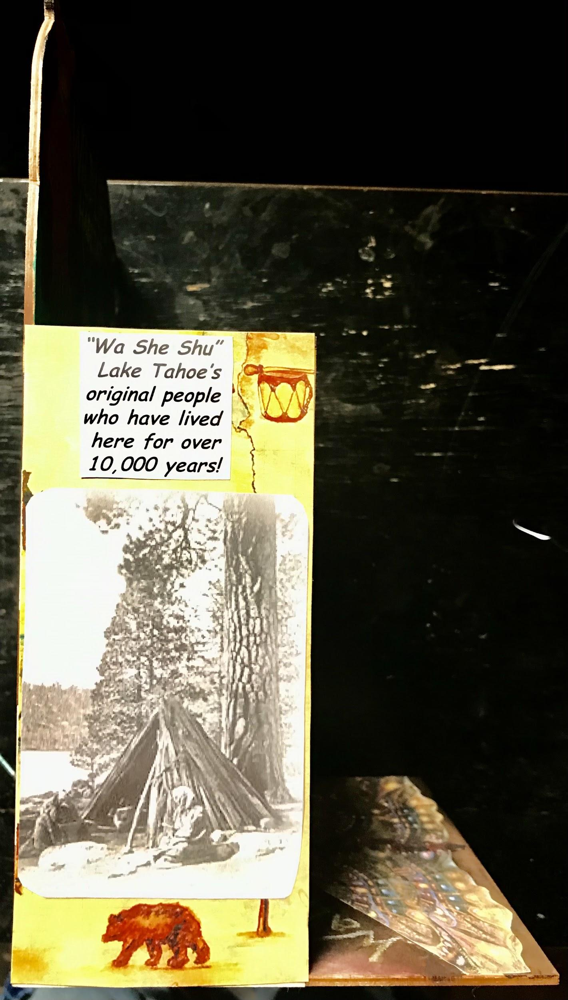 "Wa She Shu"
Lake Tahoe's
original people
who have lived
here for over
10,000 years!